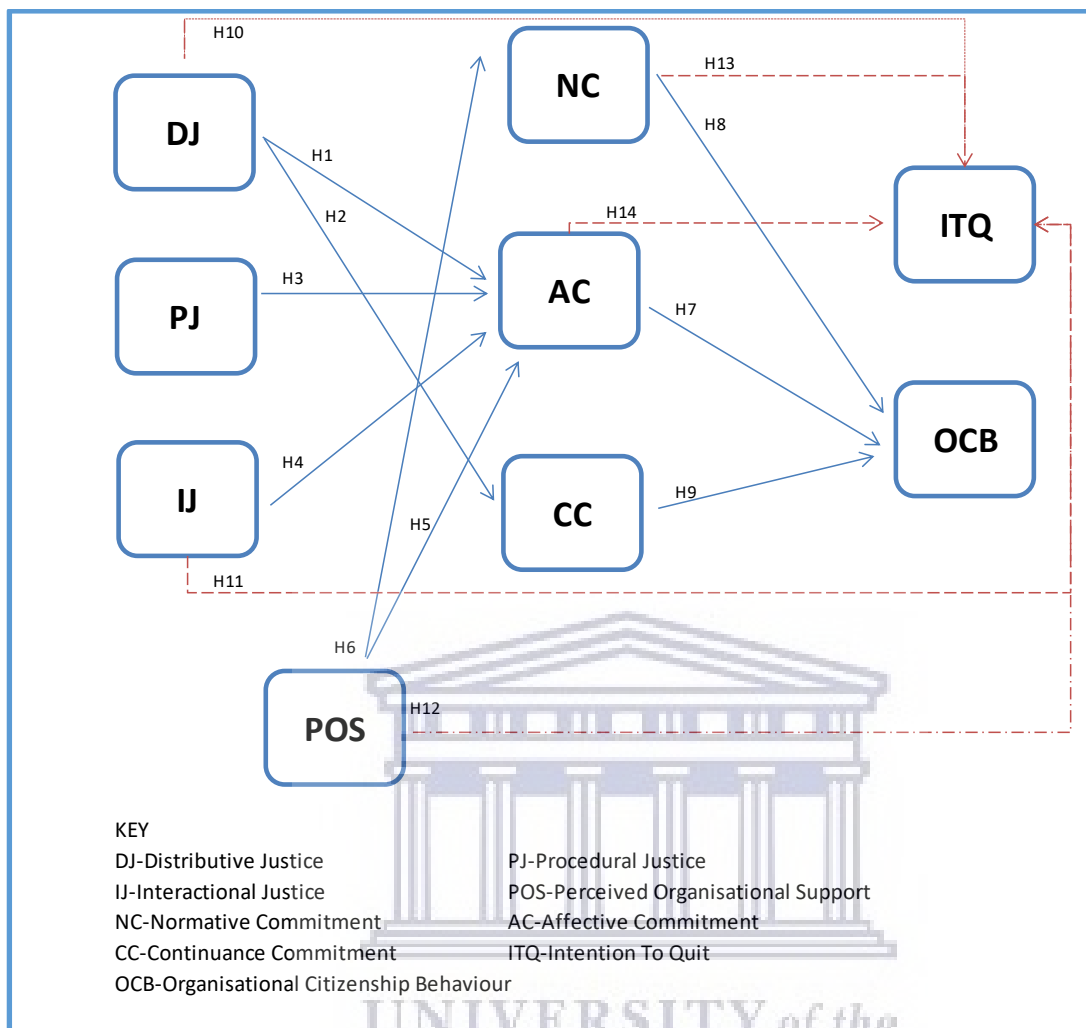 H10
NC
H13
DJ
H8
H1
H2
ITQ
H14
H3
PJ
AC
H7
OCB
H4
IJ
CC
H9
H5
H11
H6
H12
POS
KEY
DJ-Distributive Justice PJ-Procedural Justice
IJ-Interactional Justice POS-Perceived Organisational Support
NC-Normative Commitment AC-Affective Commitment
CC-Continuance Commitment ITQ-Intention To Quit
OCB-Organisational Citizenship Behaviour
UNIVERSITY of the